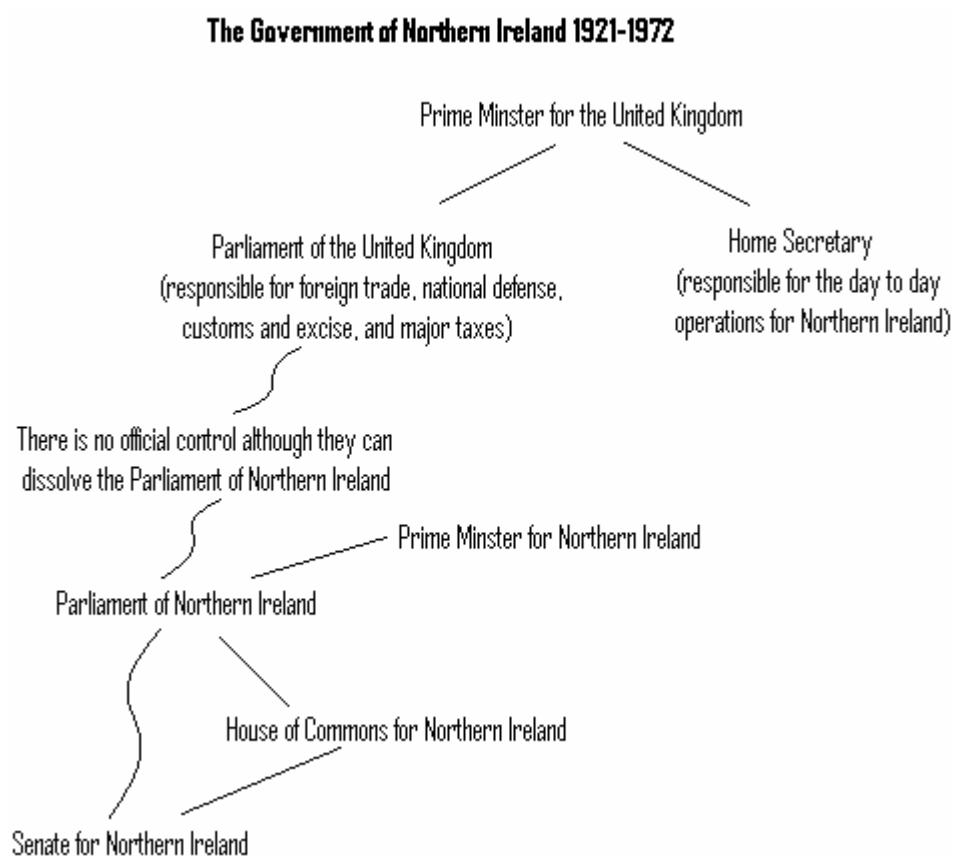 The Government of Northern Ireland 1921-1972
Prime Minster for the United Kingdom
Parliament of the United Kingdom
(responsible for foreign trade, national defense,
customs and excise, and major taxes)
Home Secretary
(responsible for the day to day
operations for Northern Ireland)
There is no official control although they can
dissolve the Parliament of Northern Ireland
Prime Minster for Northern Ireland
Parliament of Northern Ireland
House of Commons for Northern Ireland
Senate for Northern Ireland